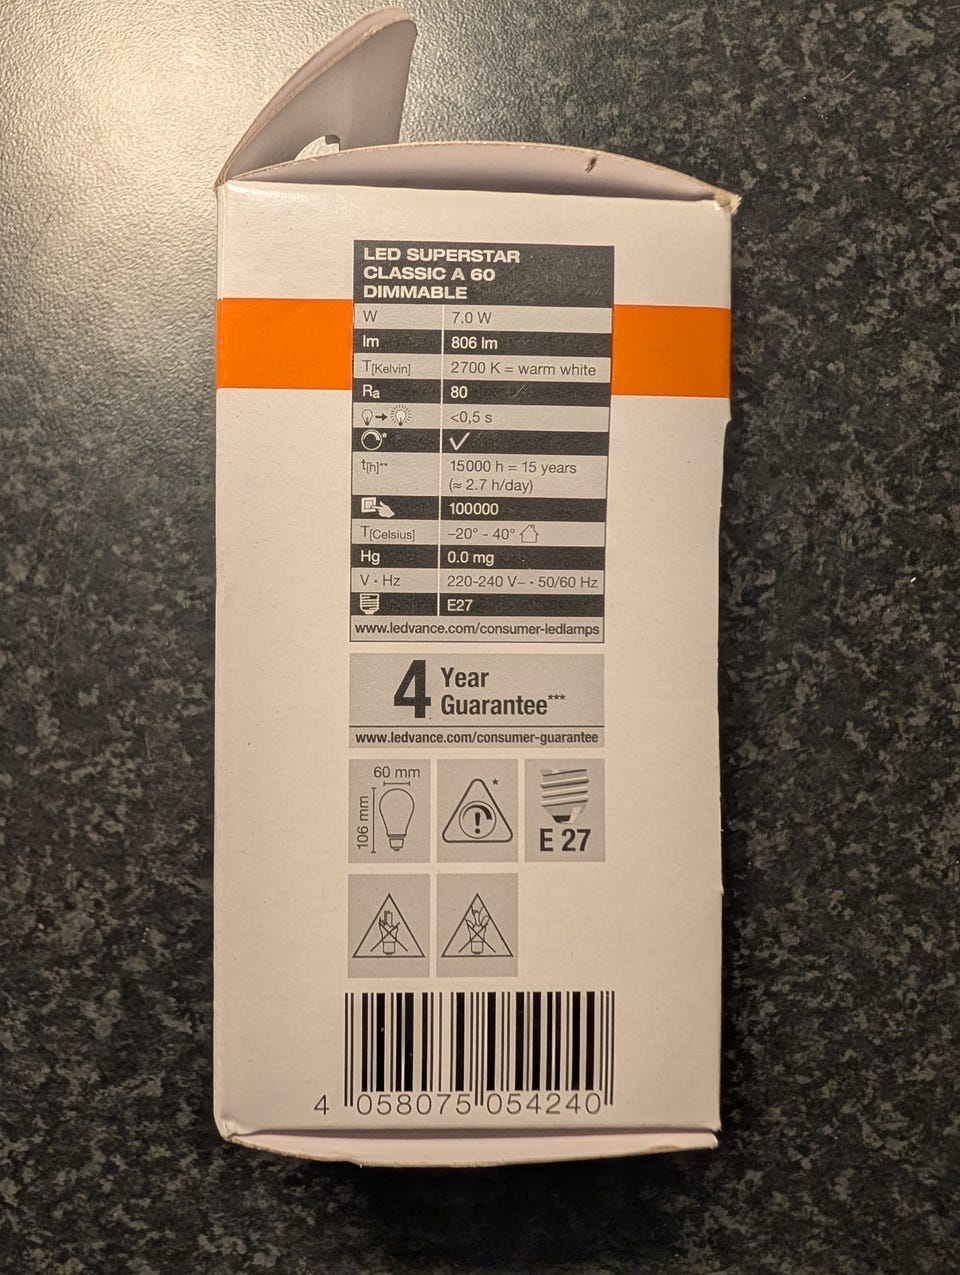 LED SUPERSTAR
CLASSIC A 60
DIMMABLE
W 7.0 W
lm 806 lm
T[Kelvin] 2700 K = warm white
Ra 80
<0,5 s
*
t[h]** 15000 h = 15 years
(≈ 2.7 h/day)
100000
T[Celsius] –20° - 40°
Hg 0.0 mg
V · Hz 220-240 V~ · 50/60 Hz
E27
www.ledvance.com/consumer-ledlamps
4 Year
Guarantee***
www.ledvance.com/consumer-guarantee
60 mm
106 mm
! *
E 27
4 058075 054240